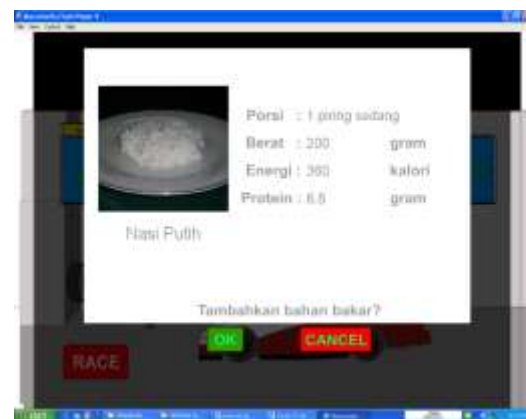 Porsi : 1 piring sedang
Berat : 200 gram
Energi : 360 kalori
Protein : 6.8 gram
Nasi Putih
Tambahkan bahan bakar?
OK CANCEL
RACE